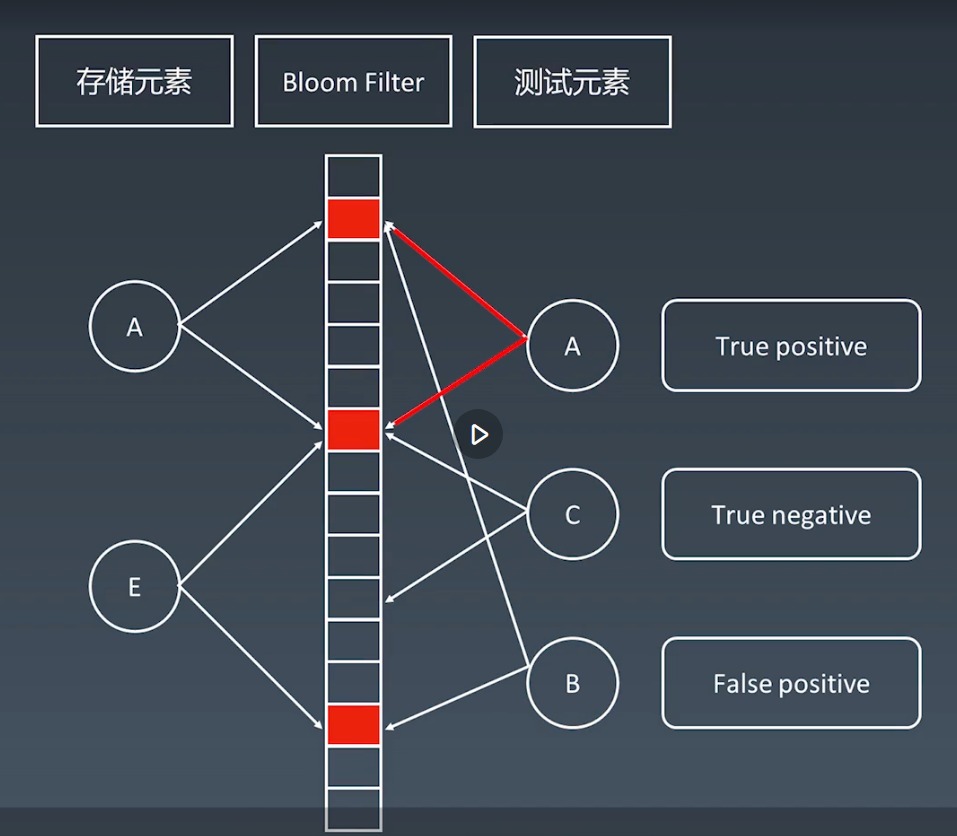 存储元素
Bloom Filter
测试元素
A
A
True positive
C
True negative
E
B
False positive